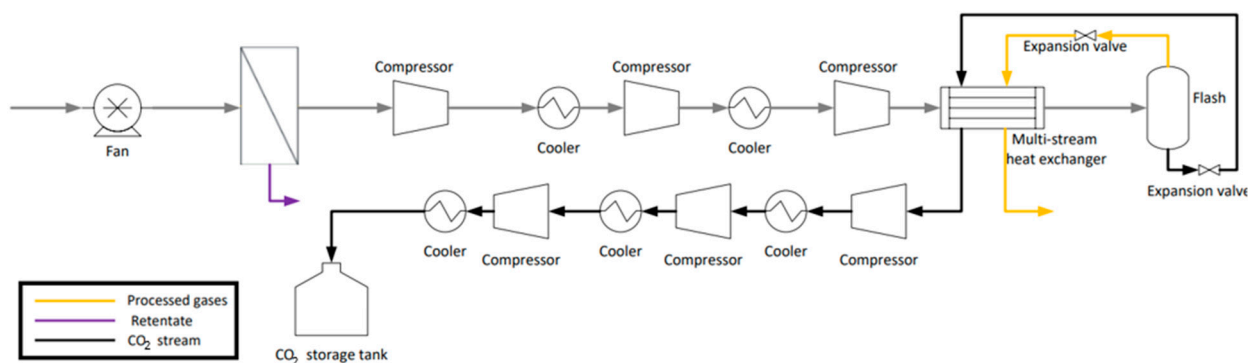 Expansion valve
Compressor
Compressor
Compressor
Flash
Fan
Cooler
Cooler
Multi-stream
heat exchanger
Expansion valve
Cooler
Compressor
Cooler
Compressor
Cooler
Compressor
Processed gases
Retentate
CO₂ stream
CO₂ storage tank